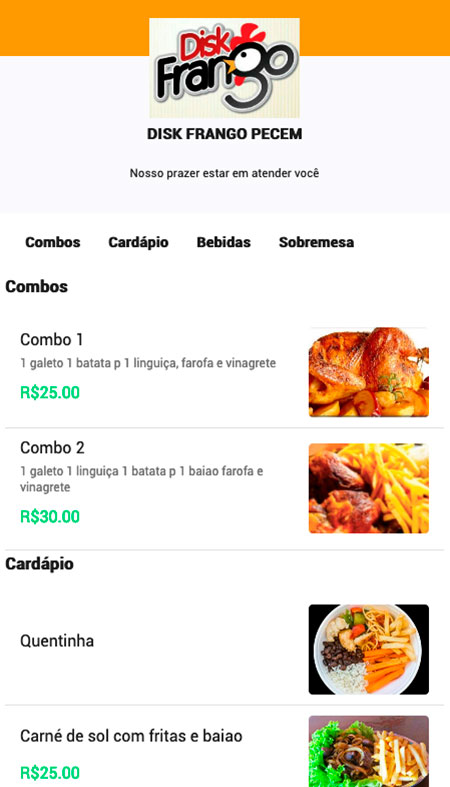 Disk
Frango
DISK FRANGO PECEM
Nosso prazer estar em atender você
Combos Cardápio Bebidas Sobremesa
Combos
Combo 1
1 galeto 1 batata p 1 linguiça, farofa e vinagrete
R$25.00
Combo 2
1 galeto 1 linguiça 1 batata p 1 baiao farofa e
vinagrete
R$30.00
Cardápio
Quentinha
Carné de sol com fritas e baiao
R$25.00